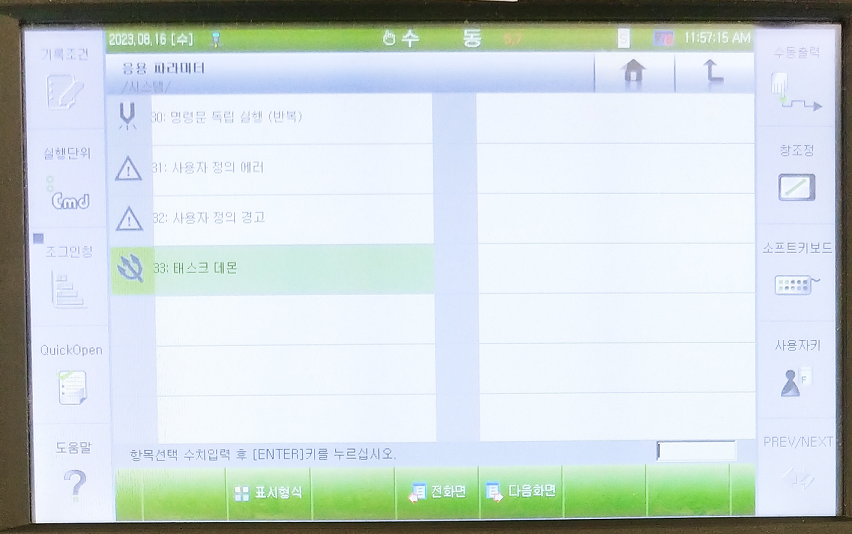 2023.08.16 [수] 수 동 11:57:15 AM
응용 파라미터
/시스템/
기록조건
실행단위
Cmd
조그인칭
QuickOpen
도움말
30: 명령문 독립 실행 (반복)
31: 사용자 정의 에러
32: 사용자 정의 경고
33: 태스크 데몬
항목선택 수치입력 후 [ENTER]키를 누르십시오.
표시형식 전화면 다음화면
수동출력
창조정
소프트키보드
사용자키
F
PREV/NEXT